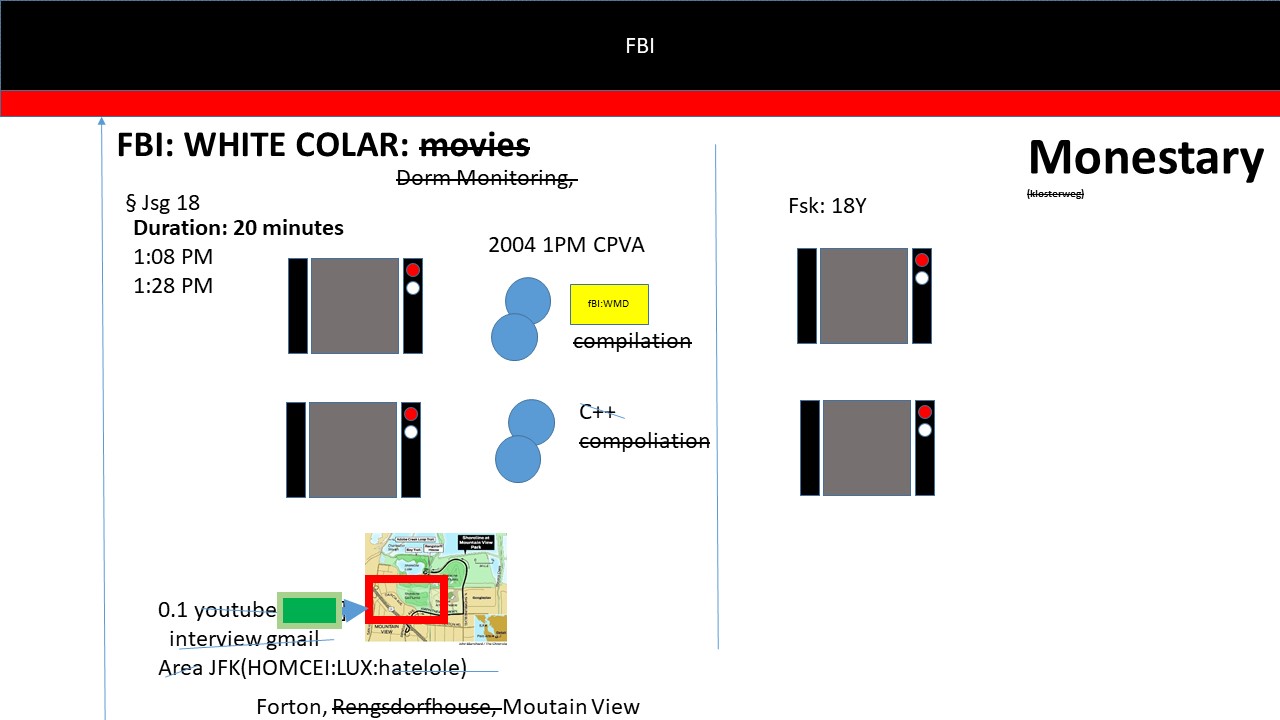 FBI
FBI: WHITE COLAR: movies
Monestary
Dorm Monitoring,
(klosterweg)
§ Jsg 18
Fsk: 18Y
Duration: 20 minutes
2004 1PM CPVA
1:08 PM
1:28 PM
fBI:WMD
compilation
C++
compoliation
Shoreline at
Mountain View
Park
MOUNTAIN
VIEW
0.1 youtube
interview gmail
Area JFK(HOMCEI:LUX:hatelole)
Forton, Rengsdorfhouse, Moutain View